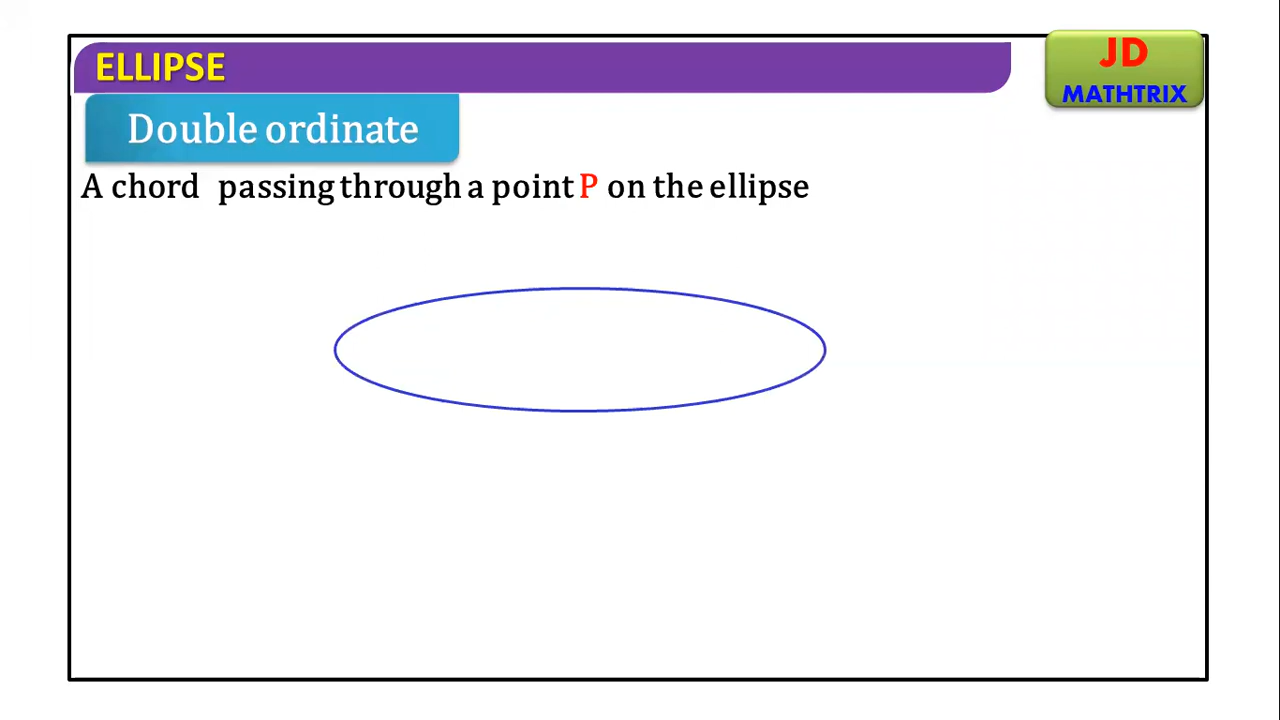 ELLIPSE
JD
MATHTRIX
Double ordinate
A chord passing through a point P on the ellipse